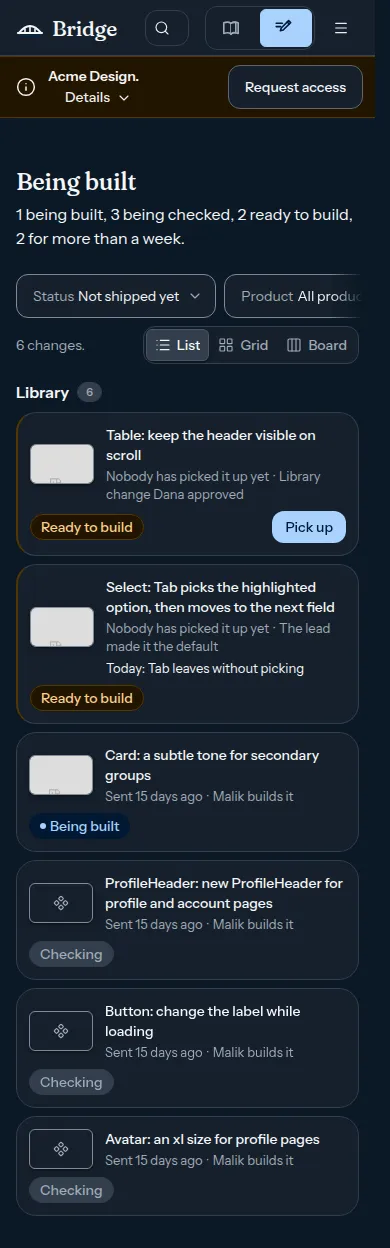 Bridge
Acme Design.
Details
Request access
Being built
1 being built, 3 being checked, 2 ready to build,
2 for more than a week.
Status Not shipped yet
Product All produc
6 changes.
List
Grid
Board
Library 6
Table: keep the header visible on
scroll
Nobody has picked it up yet · Library
change Dana approved
Ready to build
Pick up
Select: Tab picks the highlighted
option, then moves to the next field
Nobody has picked it up yet · The lead
made it the default
Today: Tab leaves without picking
Ready to build
Card: a subtle tone for secondary
groups
Sent 15 days ago · Malik builds it
Being built
ProfileHeader: new ProfileHeader for
profile and account pages
Sent 15 days ago · Malik builds it
Checking
Button: change the label while
loading
Sent 15 days ago · Malik builds it
Checking
Avatar: an xl size for profile pages
Sent 15 days ago · Malik builds it
Checking